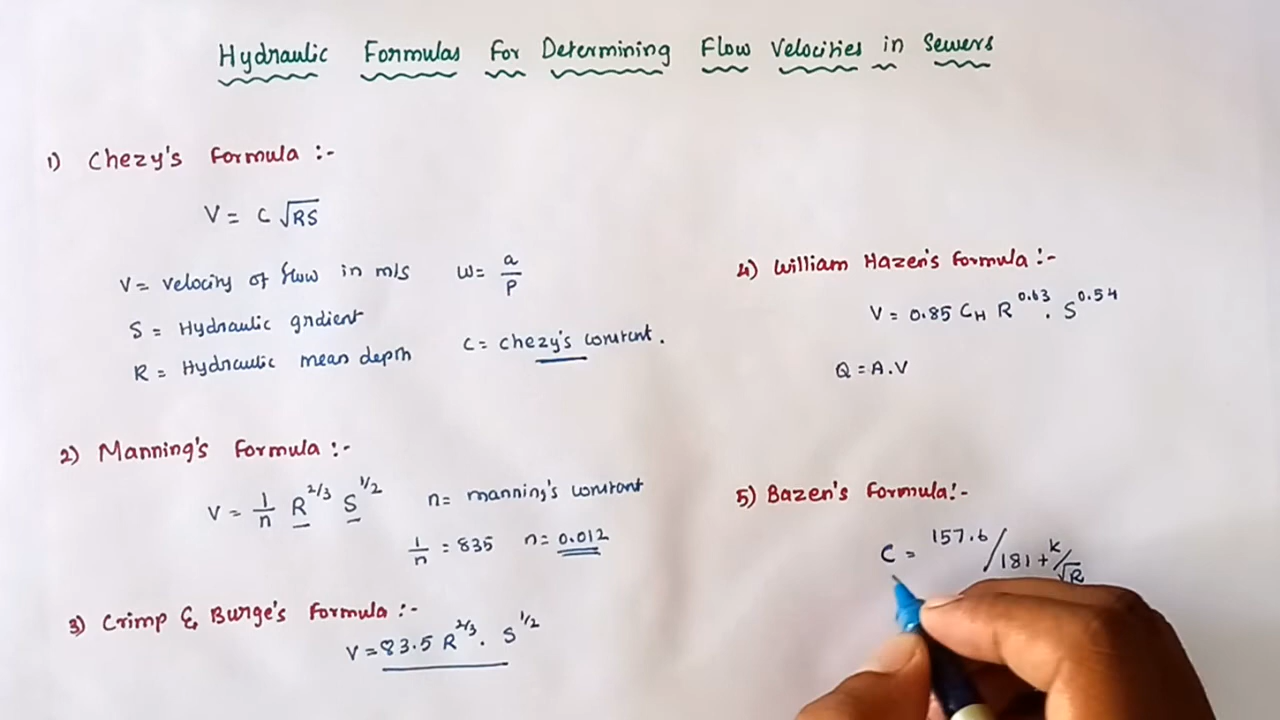 Hydraulic Formulas For Determining Flow Velocities in Sewers
1) Chezy's Formula :-
V = C √RS
V = velocity of flow in m/s
S = Hydraulic grdient
R = Hydraulic mean depth
w = a/P
C = chezy's constant.
2) Manning's Formula :-
V = 1/n R^2/3 S^1/2
n = manning's constant
1/n = 835 n = 0.012
3) Crimp & Burge's Formula :-
V = 83.5 R^2/3 . S^1/2
4) William Hazen's Formula :-
V = 0.85 C_H R^0.63 . S^0.54
Q = A.V
5) Bazen's Formula :-
C = 157.6 / 181 + k/√R